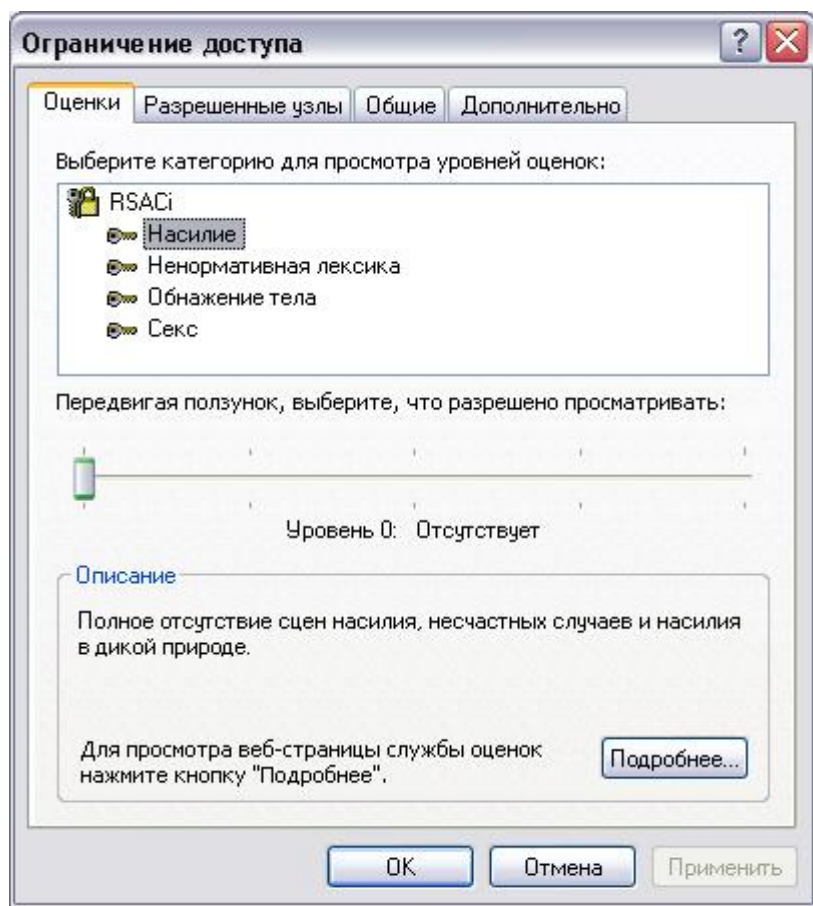 Ограничение доступа
Оценки Разрешенные узлы Общие Дополнительно
Выберите категорию для просмотра уровней оценок:
RSACi
Насилие
Ненормативная лексика
Обнажение тела
Секс
Передвигая ползунок, выберите, что разрешено просматривать:
Уровень 0: Отсутствует
Описание
Полное отсутствие сцен насилия, несчастных случаев и насилия
в дикой природе.
Для просмотра веб-страницы службы оценок
нажмите кнопку "Подробнее".
Подробнее...
ОК Отмена Применить